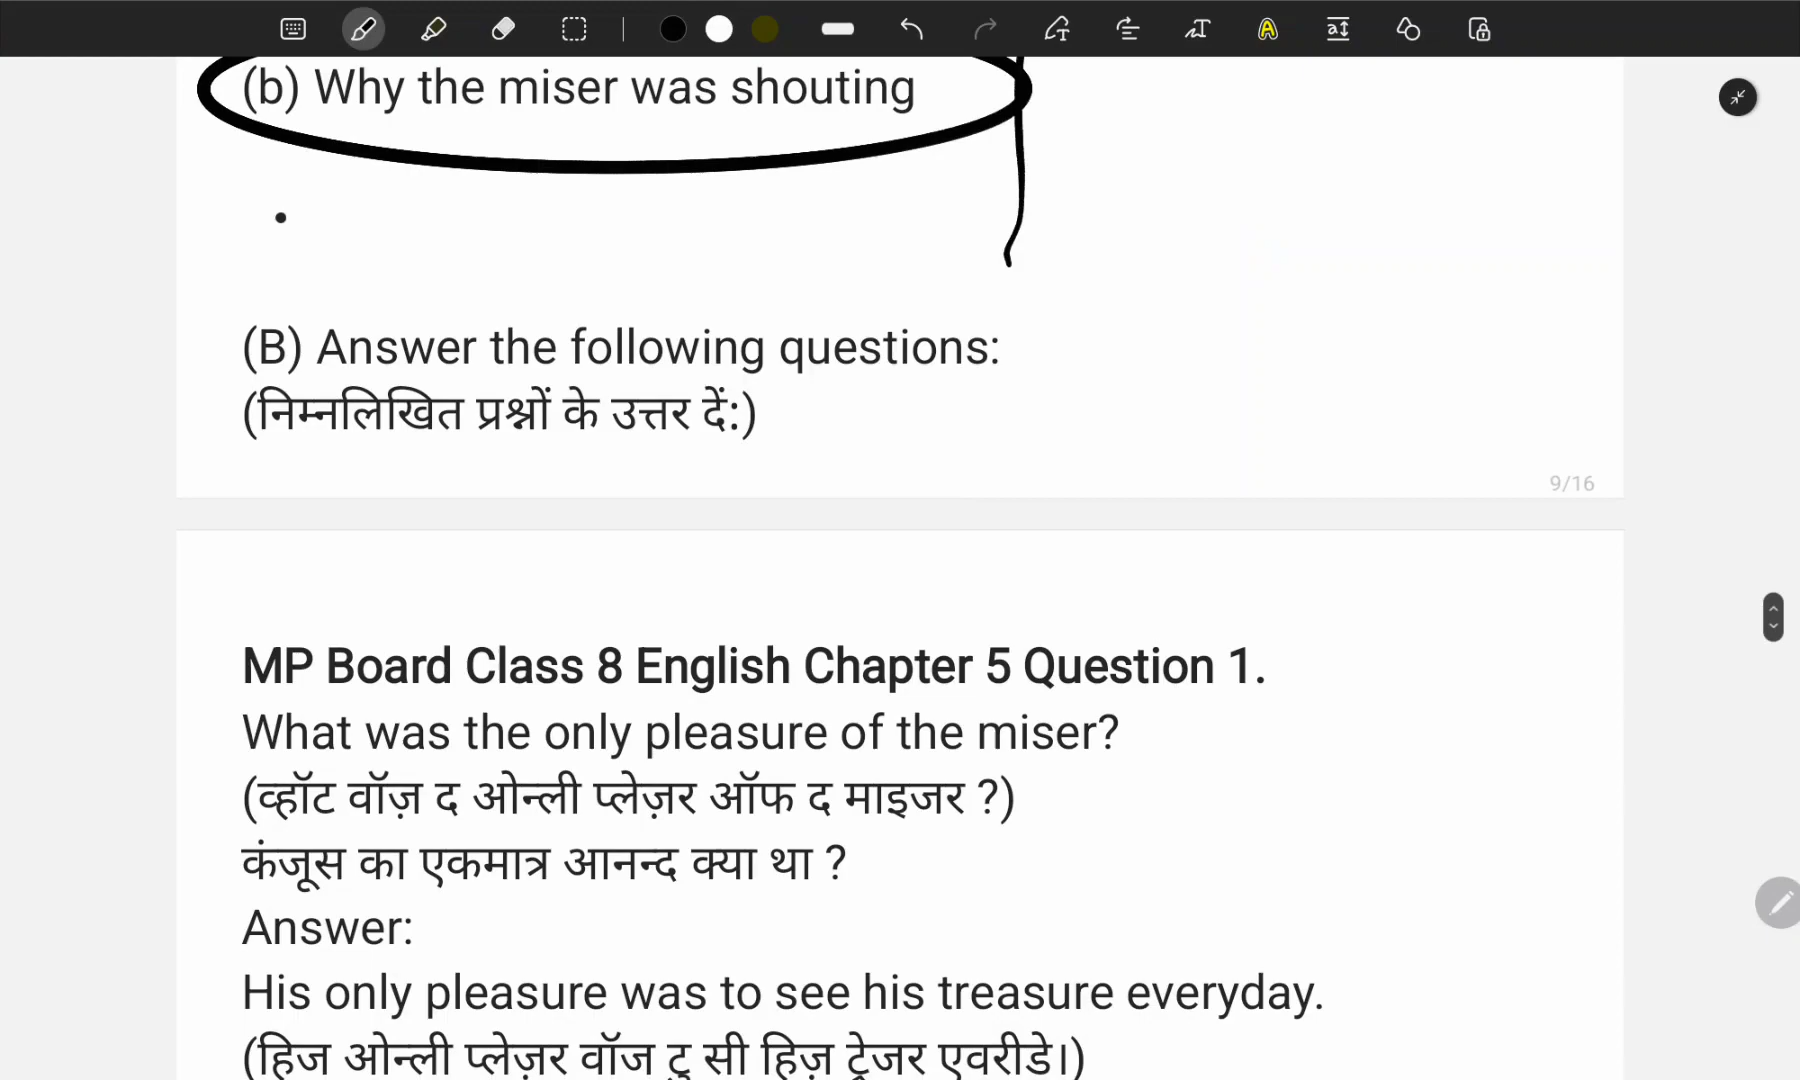 (b) Why the miser was shouting
(B) Answer the following questions:
(निम्नलिखित प्रश्नों के उत्तर दें:)
9/16
MP Board Class 8 English Chapter 5 Question 1.
What was the only pleasure of the miser?
(व्हॉट वॉज़ द ओन्ली प्लेज़र ऑफ द माइजर ?)
कंजूस का एकमात्र आनन्द क्या था ?
Answer:
His only pleasure was to see his treasure everyday.
(हिज ओन्ली प्लेज़र वॉज टु सी हिज़ ट्रेजर एवरीडे।)